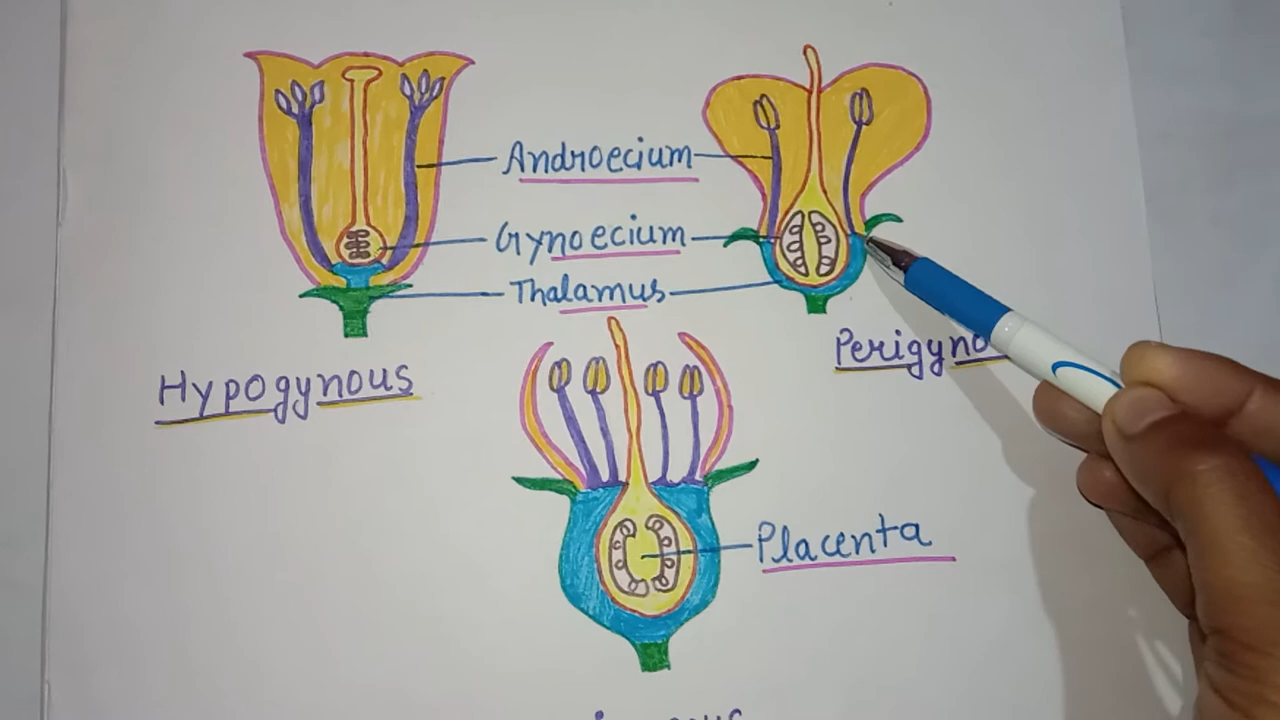 Androecium
Gynoecium
Thalamus
Hypogynous
Placenta